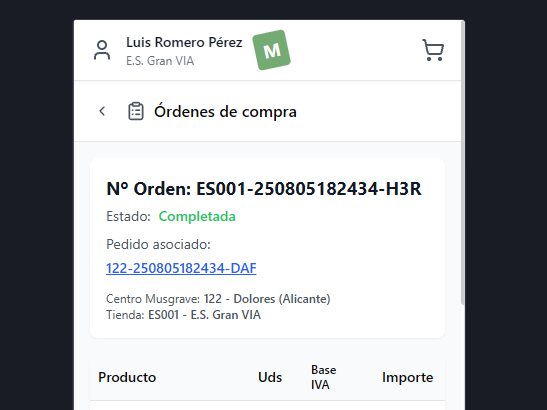 Luis Romero Pérez
E.S. Gran VIA
M
Órdenes de compra
Nº Orden: ES001-250805182434-H3R
Estado: Completada
Pedido asociado:
122-250805182434-DAF
Centro Musgrave: 122 - Dolores (Alicante)
Tienda: ES001 - E.S. Gran VIA
Producto Uds Base IVA Importe